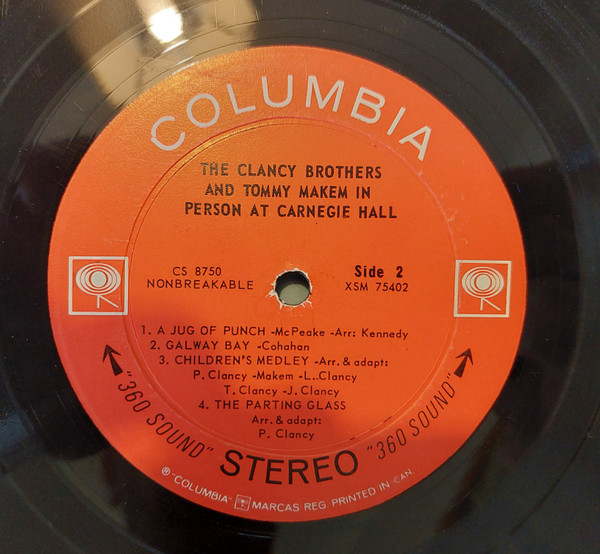 COLUMBIA
THE CLANCY BROTHERS
AND TOMMY MAKEM IN
PERSON AT CARNEGIE HALL
CS 8750
NONBREAKABLE
Side 2
XSM 75402
1. A JUG OF PUNCH -McPeake -Arr: Kennedy
2. GALWAY BAY -Cohahan
3. CHILDREN'S MEDLEY -Arr. & adapt:
P. Clancy -Makem -L..Clancy
T. Clancy -J. Clancy
4. THE PARTING GLASS
Arr. & adapt:
P. Clancy
"360 SOUND" STEREO "360 SOUND"
® "COLUMBIA" MARCAS REG. PRINTED IN CAN.